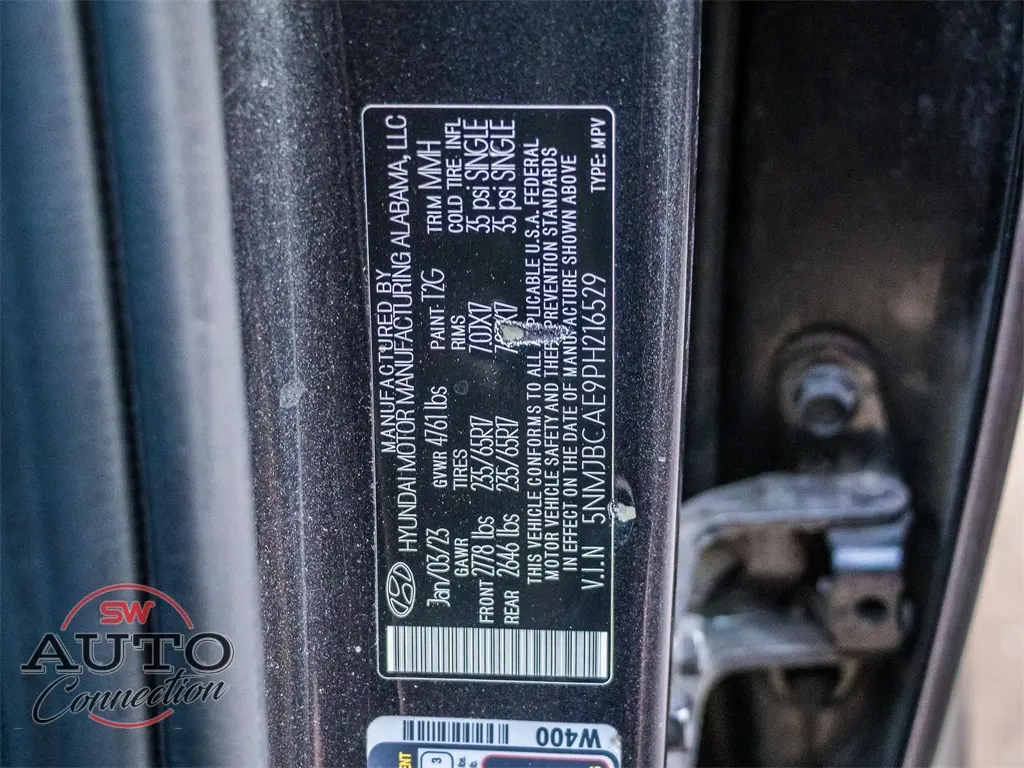 MANUFACTURED BY
HYUNDAI MOTOR MANUFACTURING ALABAMA, LLC
Jan/03/23 GVWR 4761 lbs PAINT T2G TRIM MMH
GAWR TIRES RMS COLD TIRE INFL
FRONT 2778 lbs 235/65R17 7.0JX17 35 psi SINGLE
REAR 2646 lbs 235/65R17 35 psi SINGLE
THIS VEHICLE CONFORMS TO ALL U.S.A. FEDERAL
MOTOR VEHICLE SAFETY AND THEFT PREVENTION STANDARDS
IN EFFECT ON THE DATE OF MANUFACTURE SHOWN ABOVE
V.I.N 5NMJBCAE9PH216529 TYPE: MPV
W400
3
SW
AUTO
Connection